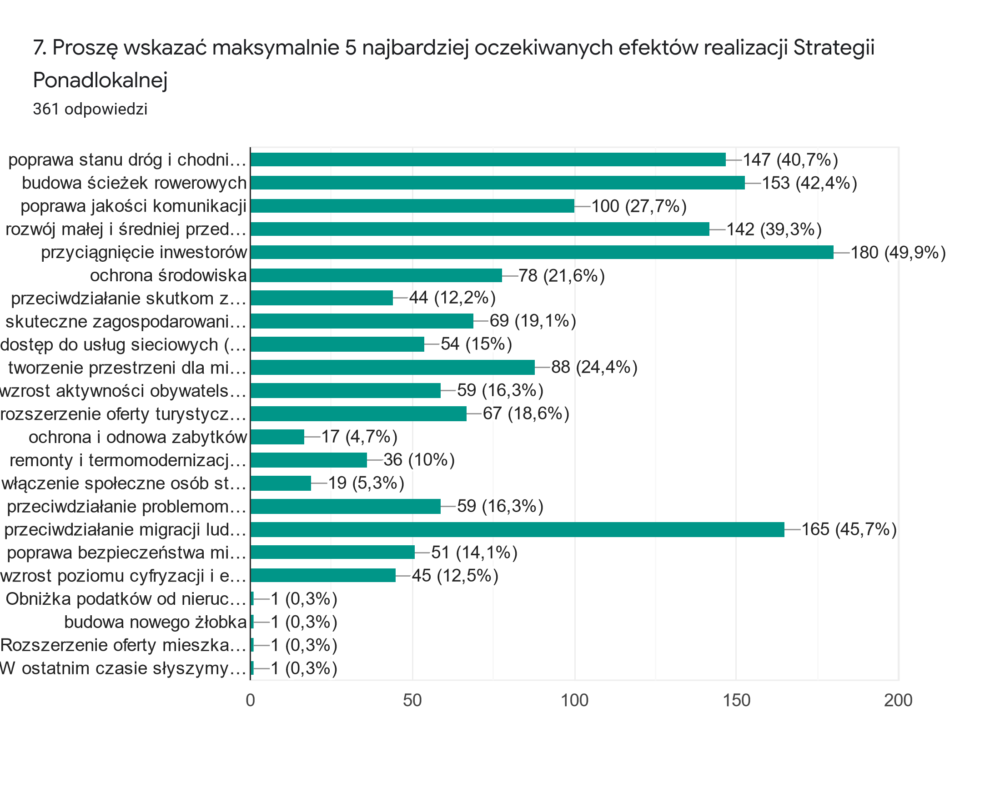 7. Proszę wskazać maksymalnie 5 najbardziej oczekiwanych efektów realizacji Strategii
Ponadlokalnej
361 odpowiedzi
poprawa stanu dróg i chodni… 147 (40,7%)
budowa ścieżek rowerowych 153 (42,4%)
poprawa jakości komunikacji 100 (27,7%)
rozwój małej i średniej przed… 142 (39,3%)
przyciągnięcie inwestorów 180 (49,9%)
ochrona środowiska 78 (21,6%)
przeciwdziałanie skutkom z… 44 (12,2%)
skuteczne zagospodarowani… 69 (19,1%)
dostęp do usług sieciowych (… 54 (15%)
tworzenie przestrzeni dla mi… 88 (24,4%)
wzrost aktywności obywatels… 59 (16,3%)
rozszerzenie oferty turystycz… 67 (18,6%)
ochrona i odnowa zabytków 17 (4,7%)
remonty i termomodernizacj… 36 (10%)
włączenie społeczne osób st… 19 (5,3%)
przeciwdziałanie problemom… 59 (16,3%)
przeciwdziałanie migracji lud… 165 (45,7%)
poprawa bezpieczeństwa mi… 51 (14,1%)
wzrost poziomu cyfryzacji i e… 45 (12,5%)
Obniżka podatków od nieruc… 1 (0,3%)
budowa nowego żłobka 1 (0,3%)
Rozszerzenie oferty mieszka… 1 (0,3%)
W ostatnim czasie słyszymy… 1 (0,3%)
0 50 100 150 200